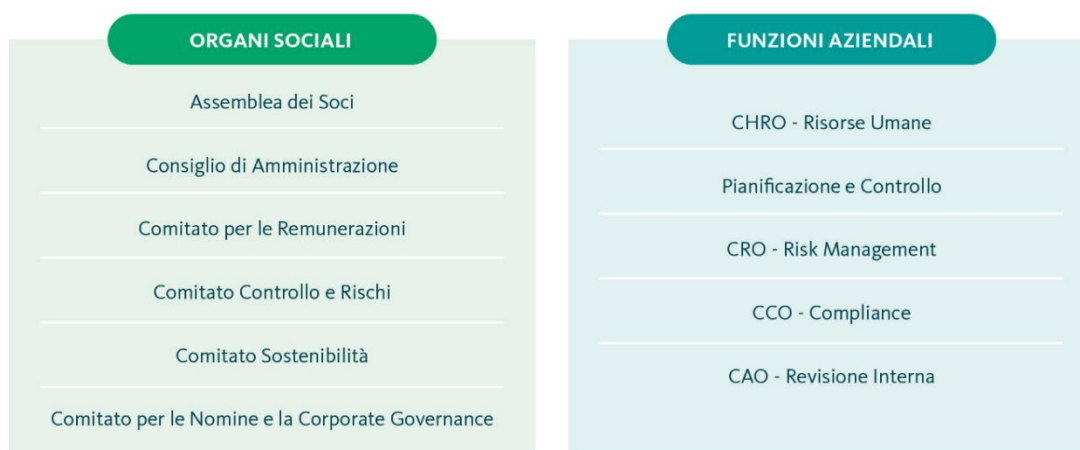 ORGANI SOCIALI
Assemblea dei Soci
Consiglio di Amministrazione
Comitato per le Remunerazioni
Comitato Controllo e Rischi
Comitato Sostenibilità
Comitato per le Nomine e la Corporate Governance
FUNZIONI AZIENDALI
CHRO - Risorse Umane
Pianificazione e Controllo
CRO - Risk Management
CCO - Compliance
CAO - Revisione Interna